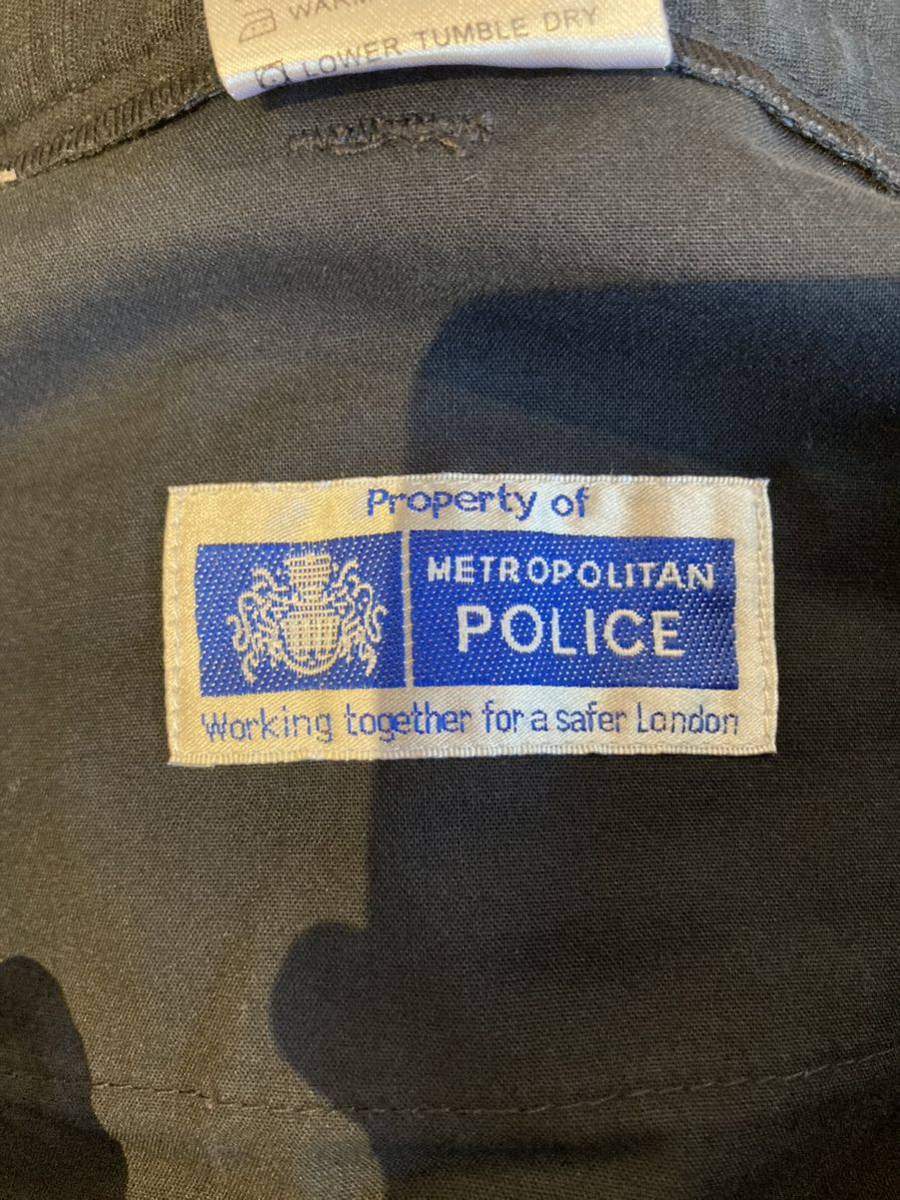 LOWER TUMBLE DRY
Property of
METROPOLITAN
POLICE
Working together for a safer London